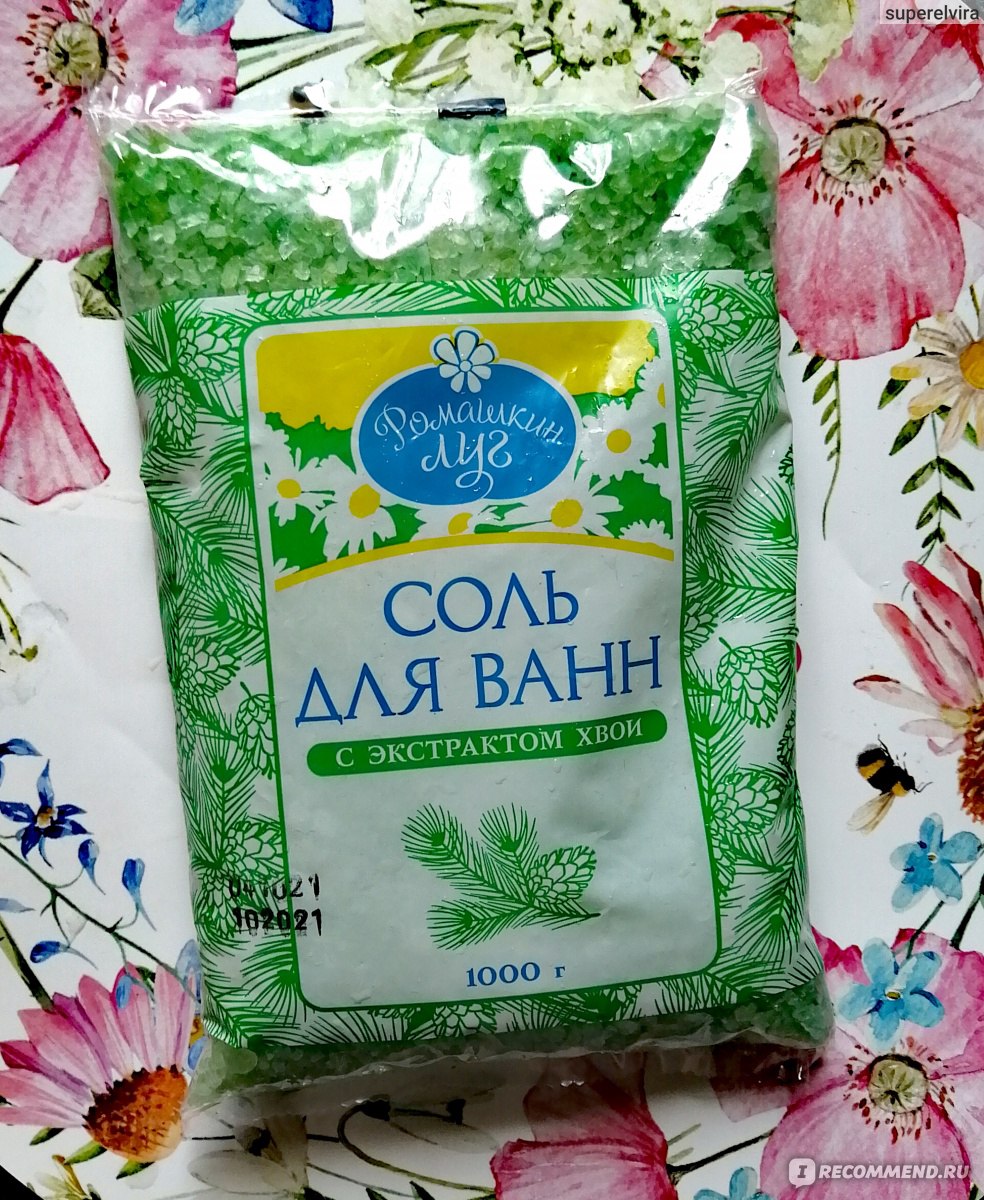 superelvira
Ромашкин
луг
СОЛЬ
ДЛЯ ВАНН
С ЭКСТРАКТОМ ХВОИ
102021
1000 г
I RECOMMEND.RU